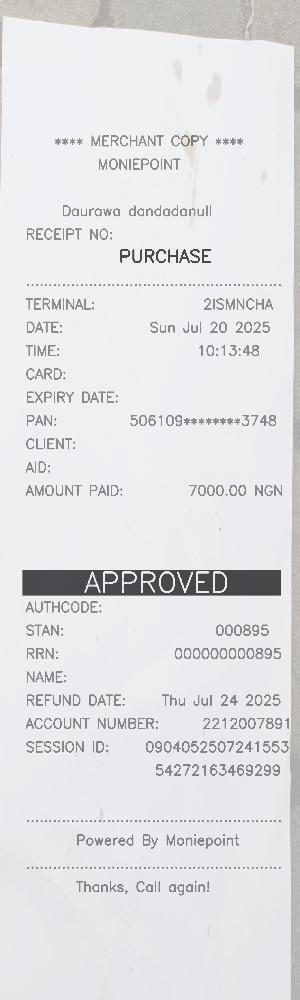 **** MERCHANT COPY ****
MONIEPOINT
Daurawa dandadanull
RECEIPT NO:
PURCHASE
TERMINAL: 2ISMNCHA
DATE: Sun Jul 20 2025
TIME: 10:13:48
CARD:
EXPIRY DATE:
PAN: 506109********3748
CLIENT:
AID:
AMOUNT PAID: 7000.00 NGN
APPROVED
AUTHCODE:
STAN: 000895
RRN: 000000000895
NAME:
REFUND DATE: Thu Jul 24 2025
ACCOUNT NUMBER: 2212007891
SESSION ID: 0904052507241553
54272163469299
Powered By Moniepoint
Thanks, Call again!